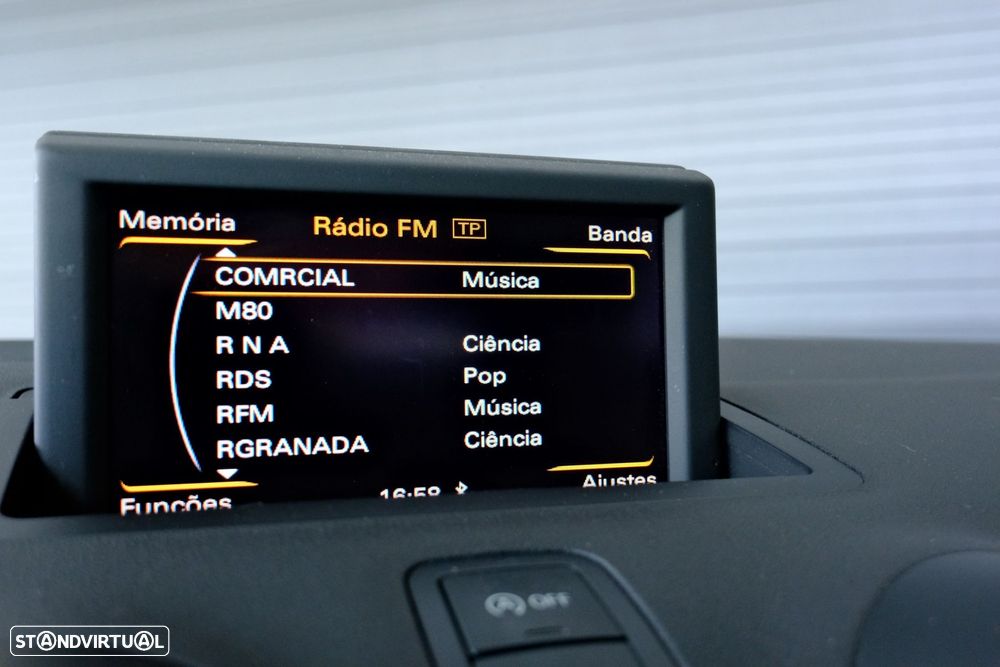 Memória Rádio FM TP Banda
COMRCIAL Música
M80
R N A Ciência
RDS Pop
RFM Música
RGRANADA Ciência
Funções 16:58 Ajustes
A OFF
STANDVIRTUAL